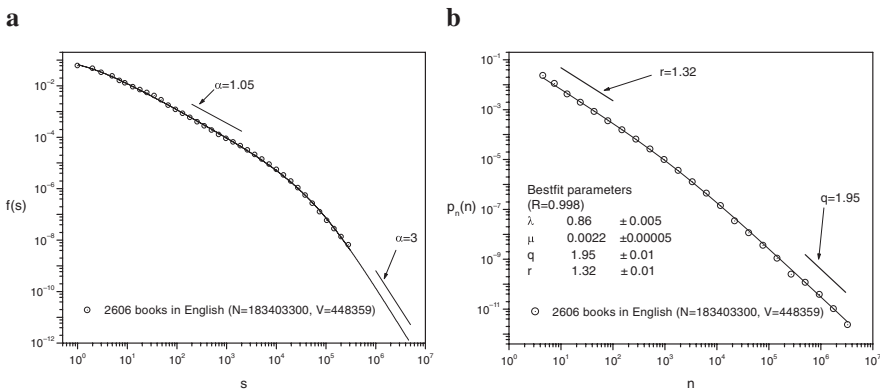 a
10^-2
10^-4
10^-6
10^-8
10^-10
10^-12
f(s)
α=1.05
α=3
2606 books in English (N=183403300, V=448359)
10^0 10^1 10^2 10^3 10^4 10^5 10^6 10^7
s
b
10^-1
10^-3
10^-5
10^-7
10^-9
10^-11
p_n(n)
r=1.32
q=1.95
Bestfit parameters
(R=0.998)
λ 0.86 ±0.005
μ 0.0022 ±0.00005
q 1.95 ±0.01
r 1.32 ±0.01
2606 books in English (N=183403300, V=448359)
10^0 10^1 10^2 10^3 10^4 10^5 10^6 10^7
n